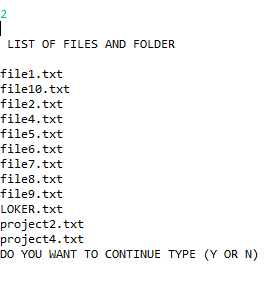 2
LIST OF FILES AND FOLDER
file1.txt
file10.txt
file2.txt
file4.txt
file5.txt
file6.txt
file7.txt
file8.txt
file9.txt
LOKER.txt
project2.txt
project4.txt
DO YOU WANT TO CONTINUE TYPE (Y OR N)